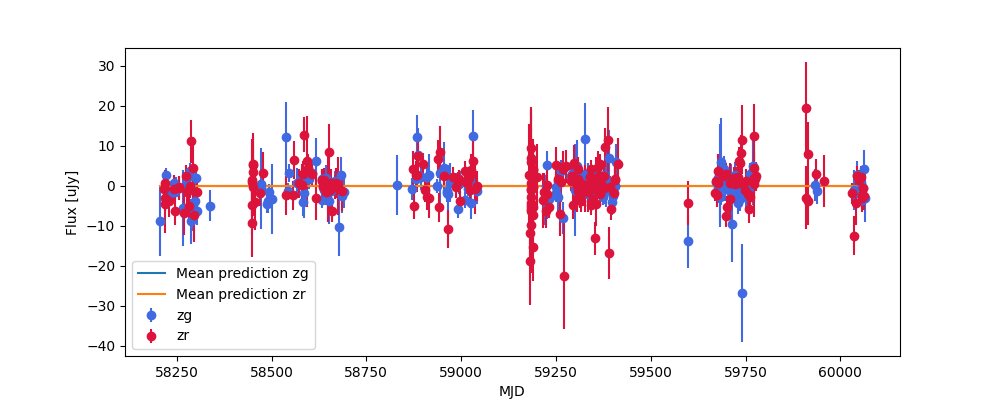 30
20
10
0
−10
−20
−30
−40
Flux [uJy]
Mean prediction zg
Mean prediction zr
zg
zr
58250 58500 58750 59000 59250 59500 59750 60000
MJD